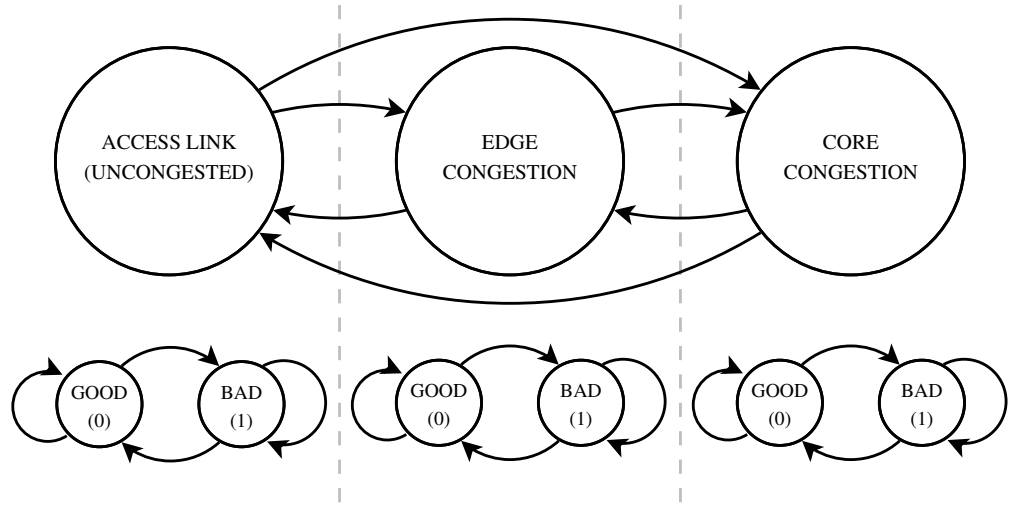 ACCESS LINK
(UNCONGESTED)
EDGE
CONGESTION
CORE
CONGESTION
GOOD
(0)
BAD
(1)
GOOD
(0)
BAD
(1)
GOOD
(0)
BAD
(1)